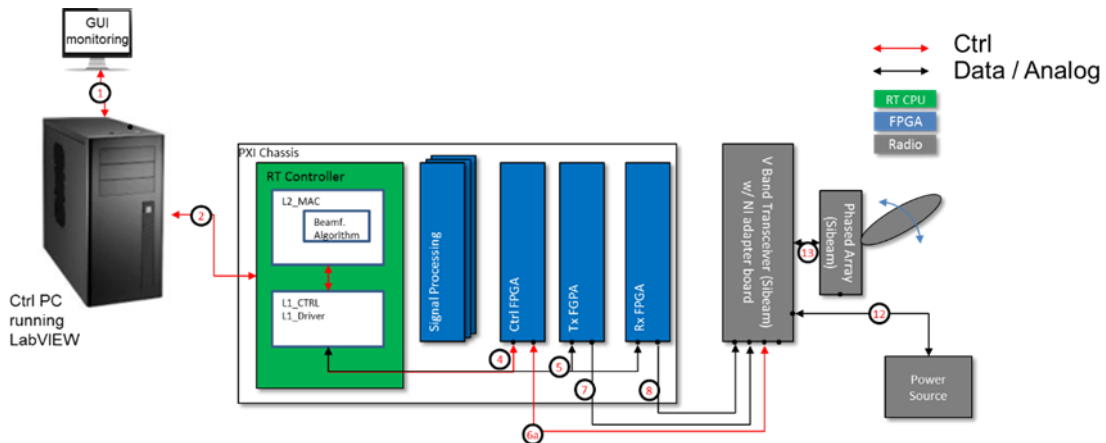 GUI
monitoring
1
Ctrl PC
running
LabVIEW
2
PXI Chassis
RT Controller
L2_MAC
Beamf.
Algorithm
L1_CTRL
L1_Driver
Signal Processing
Ctrl FPGA
Tx FGPA
Rx FPGA
4
5
7
8
6a
V Band Transceiver (Sibeam)
w/ NI adapter
board
Phased Array
(Sibeam)
13
12
Power
Source
Ctrl
Data / Analog
RT CPU
FPGA
Radio